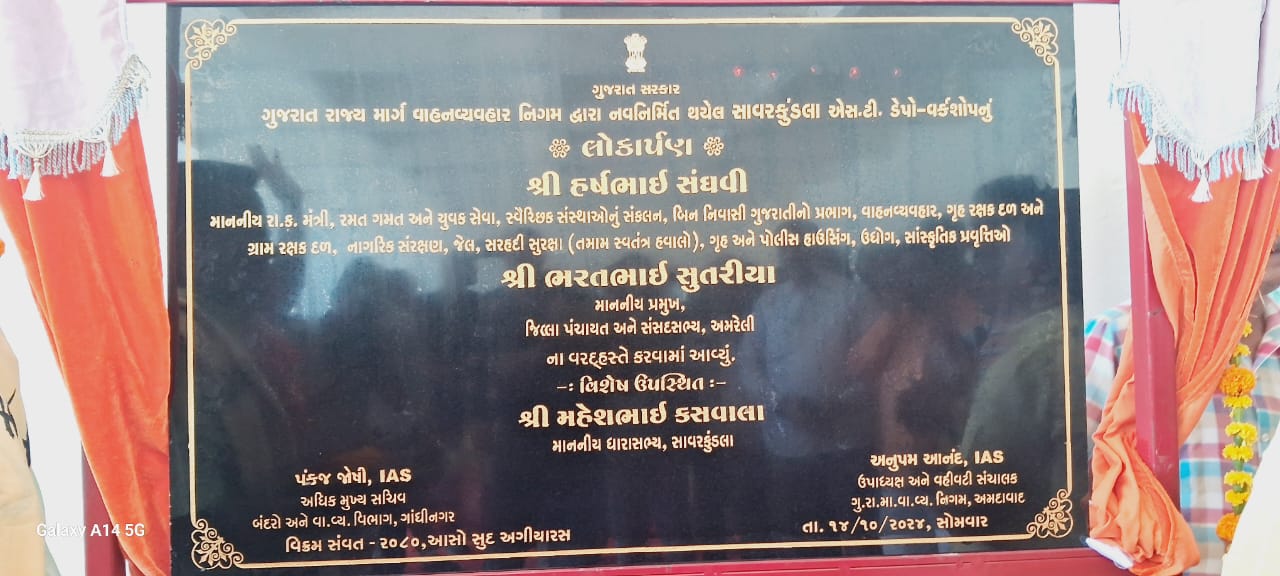 ગુજરાત સરકાર
ગુજરાત રાજ્ય માર્ગ વાહનવ્યવહાર નિગમ દ્વારા નવનિર્મિત થયેલ સાવરકુંડલા એસ.ટી. ડેપો-વર્કશોપનું
લોકાર્પણ
શ્રી હર્ષભાઈ સંઘવી
માનનીય રા.ક. મંત્રી, રમત ગમત અને યુવક સેવા, સ્વૈચ્છિક સંસ્થાઓનું સંકલન, બિન નિવાસી ગુજરાતીનો પ્રભાગ, વાહનવ્યવહાર, ગૃહ રક્ષક દળ અને
ગ્રામ રક્ષક દળ, નાગરિક સંરક્ષણ, જેલ, સરહદી સુરક્ષા (તમામ સ્વતંત્ર હવાલો), ગૃહ અને પોલીસ હાઉસિંગ, ઉદ્યોગ, સાંસ્કૃતિક પ્રવૃત્તિઓ
શ્રી ભરતભાઈ સુતરીયા
માનનીય પ્રમુખ,
જિલ્લા પંચાયત અને સંસદસભ્ય, અમરેલી
ના વરદ્દહસ્તે કરવામાં આવ્યું.
-: વિશેષ ઉપસ્થિત :-
શ્રી મહેશભાઈ કસવાલા
માનનીય ધારાસભ્ય, સાવરકુંડલા
પંકજ જોષી, IAS
અધિક મુખ્ય સચિવ
બંદરો અને વા.વ્ય. વિભાગ, ગાંધીનગર
વિક્રમ સંવત - ૨૦૮૦,આસો સુદ અગીયારસ
અનુપમ આનંદ, IAS
ઉપાધ્યક્ષ અને વહીવટી સંચાલક
ગુ.રા.મા.વા.વ્ય. નિગમ, અમદાવાદ
તા. ૧૪/૧૦/૨૦૨૪, સોમવાર
Galaxy A14 5G